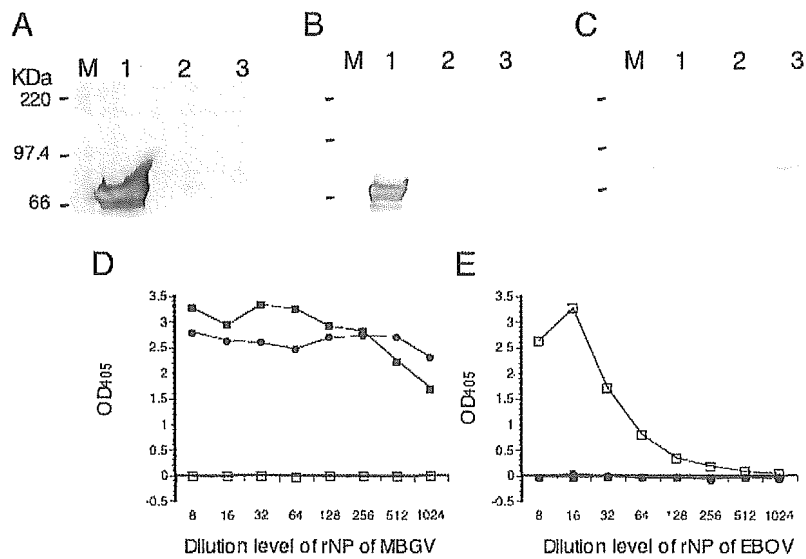 A
B
C
KDa M 1 2 3
M 1 2 3
M 1 2 3
220
97.4
66
D
E
3.5
3
2.5
2
1.5
1
0.5
0
-0.5
OD405
8 16 32 64 128 256 512 1024
Dilution level of rNP of MBGV
3.5
3
2.5
2
1.5
1
0.5
0
-0.5
OD405
8 16 32 64 128 256 512 1024
Dilution level of rNP of EBOV